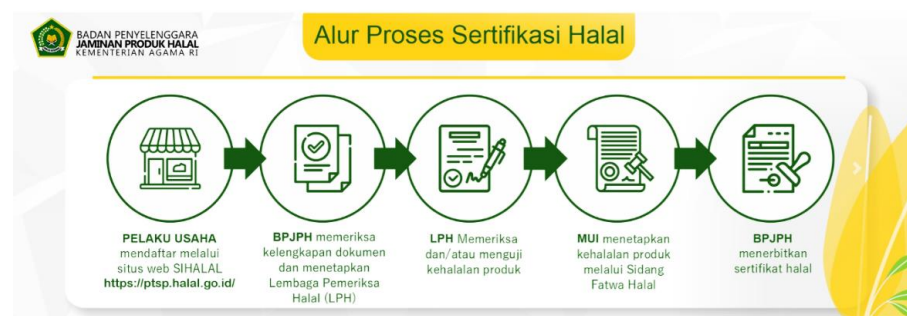 BADAN PENYELENGGARA
JAMINAN PRODUK HALAL
KEMENTERIAN AGAMA RI
Alur Proses Sertifikasi Halal
PELAKU USAHA
mendaftar melalui
situs web SIHALAL
https://ptsp.halal.go.id/
BPJPH memeriksa
kelengkapan dokumen
dan menetapkan
Lembaga Pemeriksa
Halal (LPH)
LPH Memeriksa
dan/atau menguji
kehalalan produk
MUI menetapkan
kehalalan produk
melalui Sidang
Fatwa Halal
BPJPH
menerbitkan
sertifikat halal